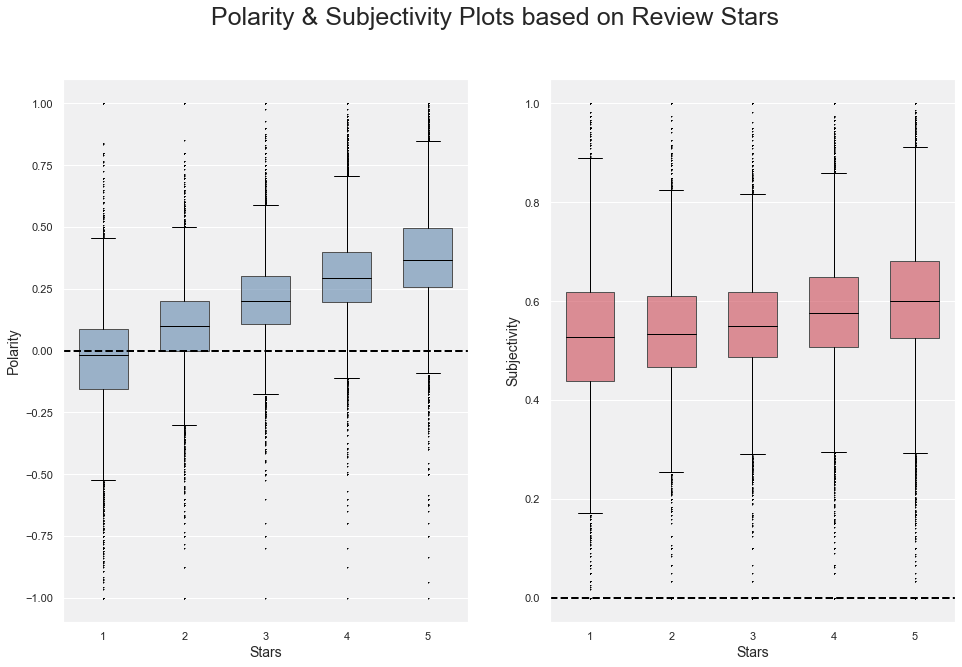 Polarity & Subjectivity Plots based on Review Stars
1.00
0.75
0.50
0.25
0.00
−0.25
−0.50
−0.75
−1.00
Polarity
1 2 3 4 5
Stars
1.0
0.8
0.6
0.4
0.2
0.0
Subjectivity
1 2 3 4 5
Stars